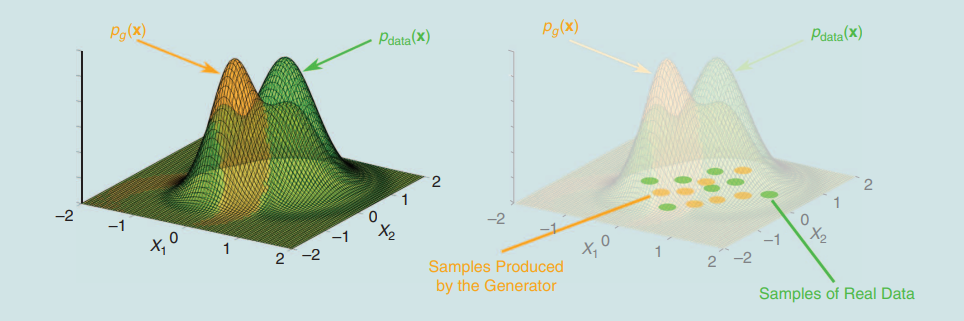 p_g(x)
p_data(x)
−2
−1
0
1
2
X_1
−2
−1
0
1
2
X_2
p_g(x)
p_data(x)
−2
−1
0
1
2
X_1
−2
−1
0
1
2
X_2
Samples Produced
by the Generator
Samples of Real Data